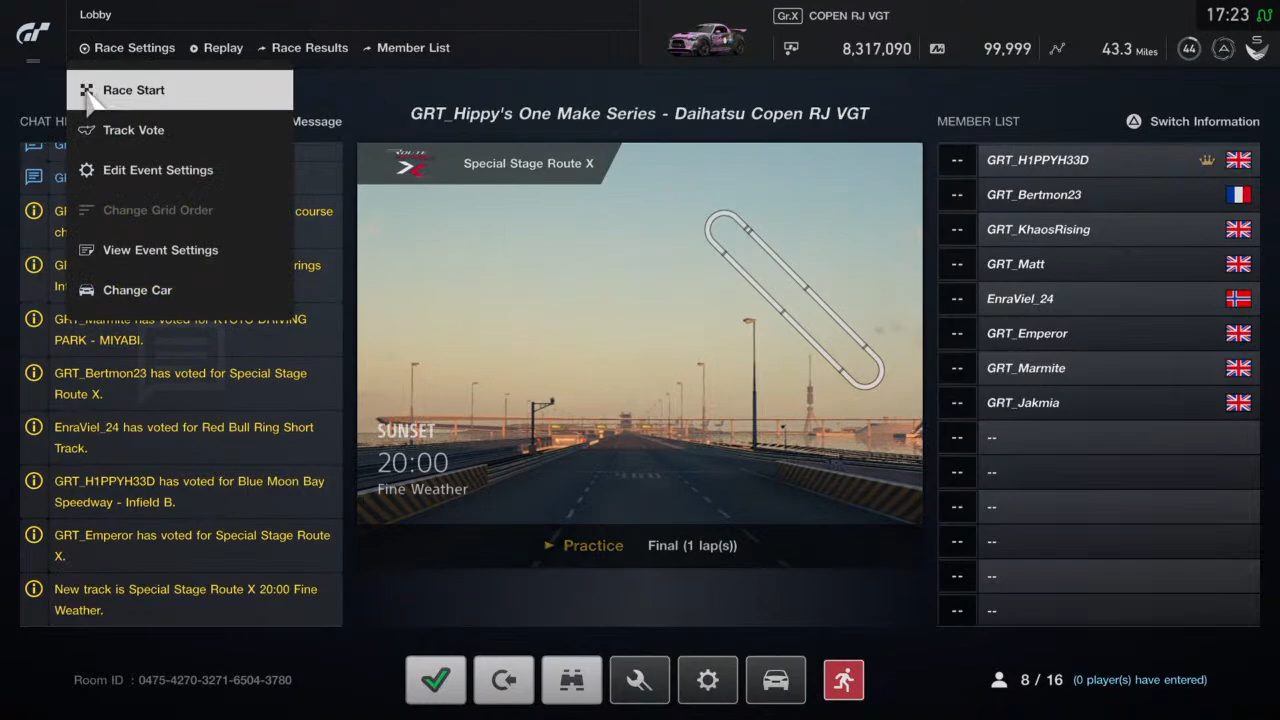 Lobby
Gr.X COPEN RJ VGT
17:23
Race Settings Replay Race Results Member List
8,317,090 99,999 43.3 Miles 44 A S
Race Start
Track Vote
Edit Event Settings
Change Grid Order
View Event Settings
Change Car
CHAT HI Message
GRT_Hippy's One Make Series - Daihatsu Copen RJ VGT
MEMBER LIST Switch Information
course
ch
rings
GRT_Marmite has voted for KYOTO DRIVING
PARK - MIYABI.
GRT_Bertmon23 has voted for Special Stage
Route X.
EnraViel_24 has voted for Red Bull Ring Short
Track.
GRT_H1PPYH33D has voted for Blue Moon Bay
Speedway - Infield B.
GRT_Emperor has voted for Special Stage Route
X.
New track is Special Stage Route X 20:00 Fine
Weather.
Special Stage Route X
SUNSET
20:00
Fine Weather
Practice Final (1 lap(s))
-- GRT_H1PPYH33D
-- GRT_Bertmon23
-- GRT_KhaosRising
-- GRT_Matt
-- EnraViel_24
-- GRT_Emperor
-- GRT_Marmite
-- GRT_Jakmia
-- --
-- --
-- --
-- --
-- --
-- --
Room ID : 0475-4270-3271-6504-3780
8 / 16 (0 player(s) have entered)